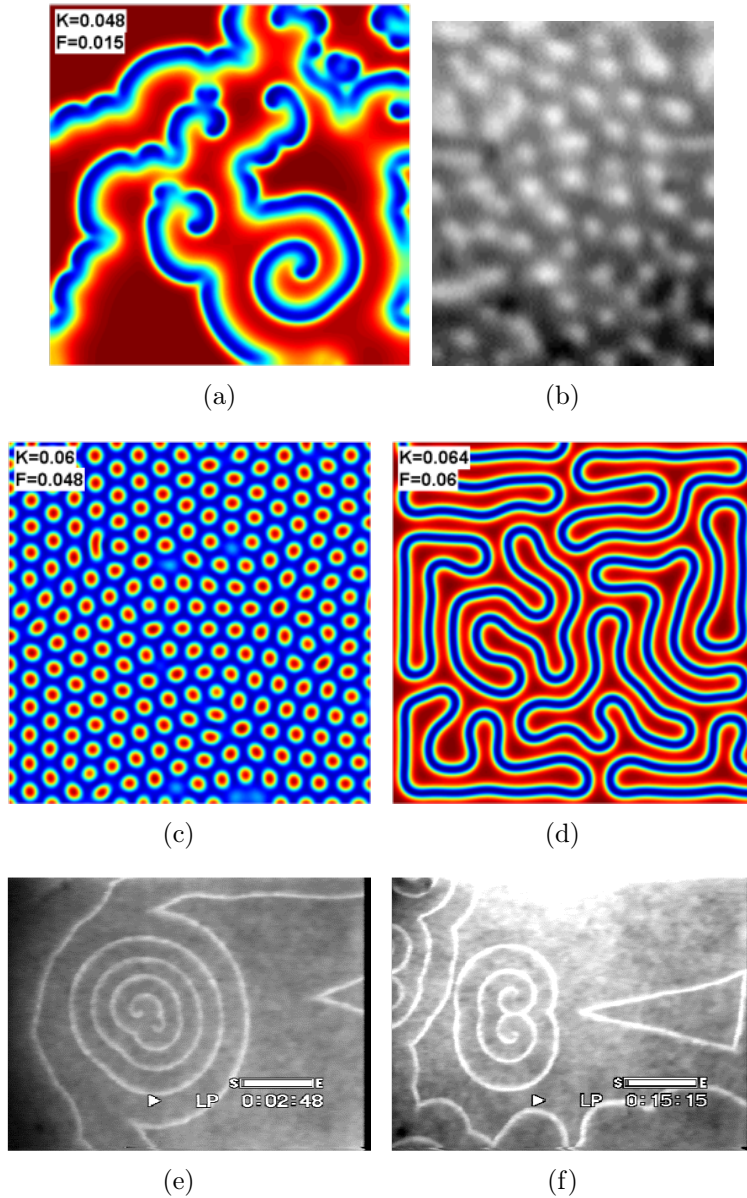 K=0.048
F=0.015
(a)
(b)
K=0.06
F=0.048
K=0.064
F=0.06
(c)
(d)
S E
LP 0:02:48
S E
LP 0:15:15
(e)
(f)